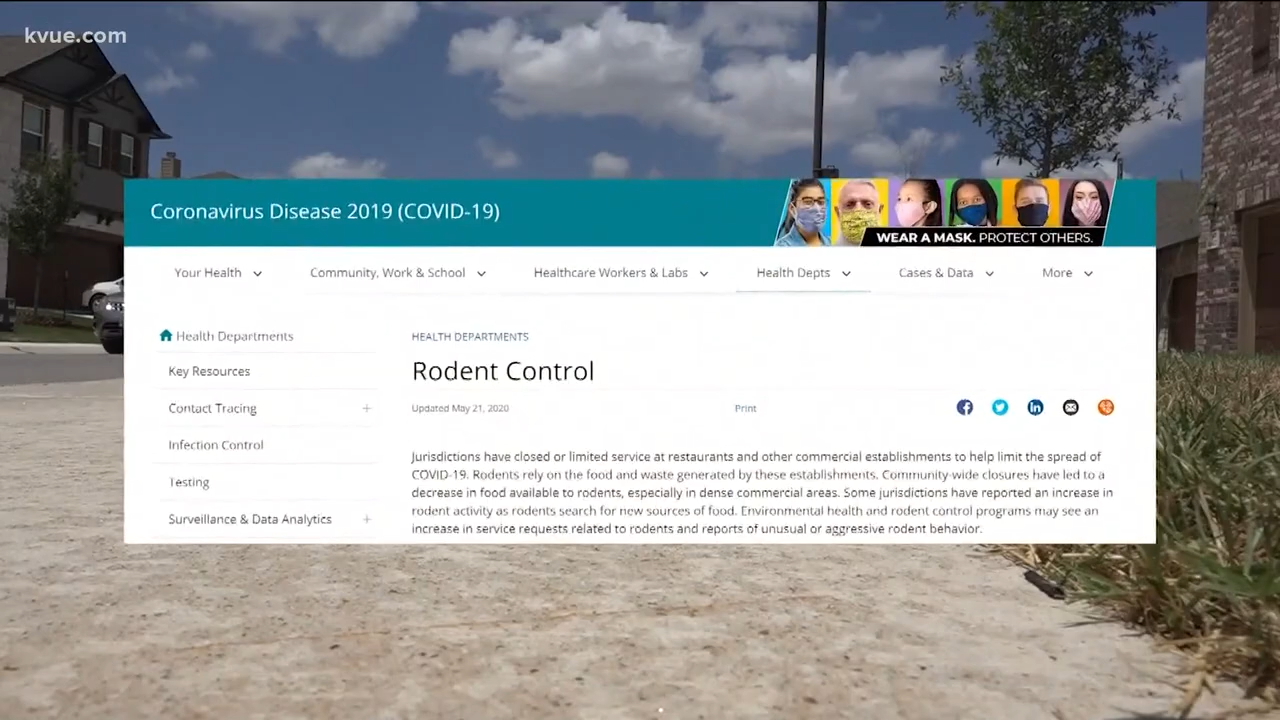 kvue.com
Coronavirus Disease 2019 (COVID-19)
WEAR A MASK. PROTECT OTHERS.
Your Health
Community, Work & School
Healthcare Workers & Labs
Health Depts
Cases & Data
More
Health Departments
Key Resources
Contact Tracing
Infection Control
Testing
Surveillance & Data Analytics
HEALTH DEPARTMENTS
Rodent Control
Updated May 21, 2020
Print
Jurisdictions have closed or limited service at restaurants and other commercial establishments to help limit the spread of
COVID-19. Rodents rely on the food and waste generated by these establishments. Community-wide closures have led to a
decrease in food available to rodents, especially in dense commercial areas. Some jurisdictions have reported an increase in
rodent activity as rodents search for new sources of food. Environmental health and rodent control programs may see an
increase in service requests related to rodents and reports of unusual or aggressive rodent behavior.